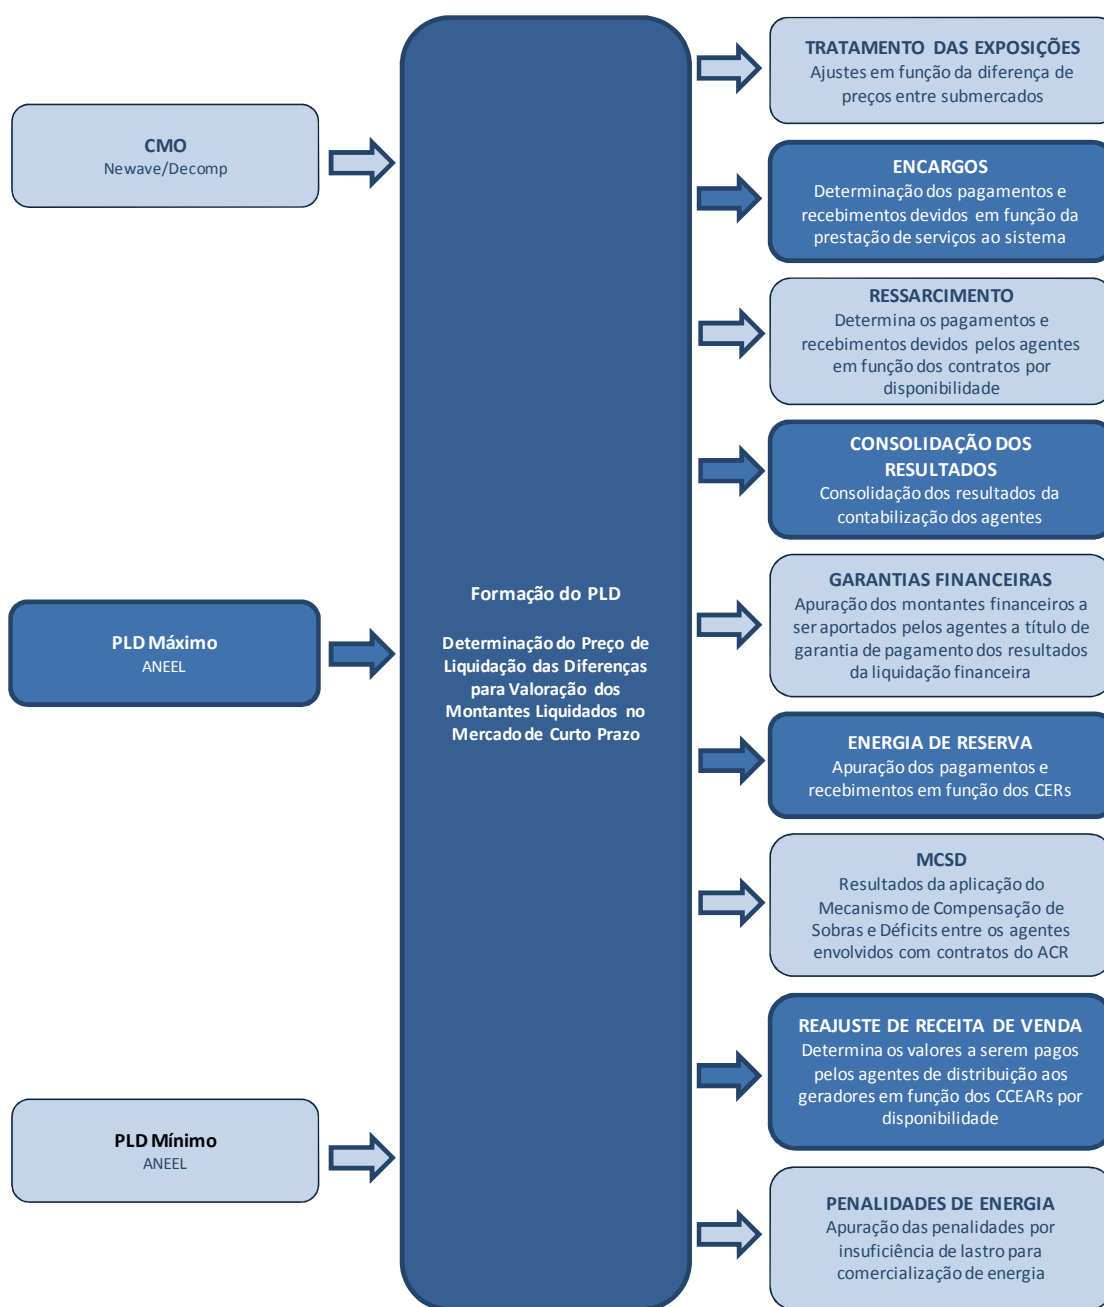 CMO
Newave/Decomp
PLD Máximo
ANEEL
PLD Mínimo
ANEEL
Formação do PLD
Determinação do Preço de
Liquidação das Diferenças
para Valoração dos
Montantes Liquidados no
Mercado de Curto Prazo
TRATAMENTO DAS EXPOSIÇÕES
Ajustes em função da diferença de
preços entre submercados
ENCARGOS
Determinação dos pagamentos e
recebimentos devidos em função da
prestação de serviços ao sistema
RESSARCIMENTO
Determina os pagamentos e
recebimentos devidos pelos agentes
em função dos contratos por
disponibilidade
CONSOLIDAÇÃO DOS
RESULTADOS
Consolidação dos resultados da
contabilização dos agentes
GARANTIAS FINANCEIRAS
Apuração dos montantes financeiros a
ser aportados pelos agentes a título de
garantia de pagamento dos resultados
da liquidação financeira
ENERGIA DE RESERVA
Apuração dos pagamentos e
recebimentos em função dos CERs
MCSD
Resultados da aplicação do
Mecanismo de Compensação de
Sobras e Déficits entre os agentes
envolvidos com contratos do ACR
REAJUSTE DE RECEITA DE VENDA
Determina os valores a serem pagos
pelos agentes de distribuição aos
geradores em função dos CCEARs por
disponibilidade
PENALIDADES DE ENERGIA
Apuração das penalidades por
insuficiência de lastro para
comercialização de energia